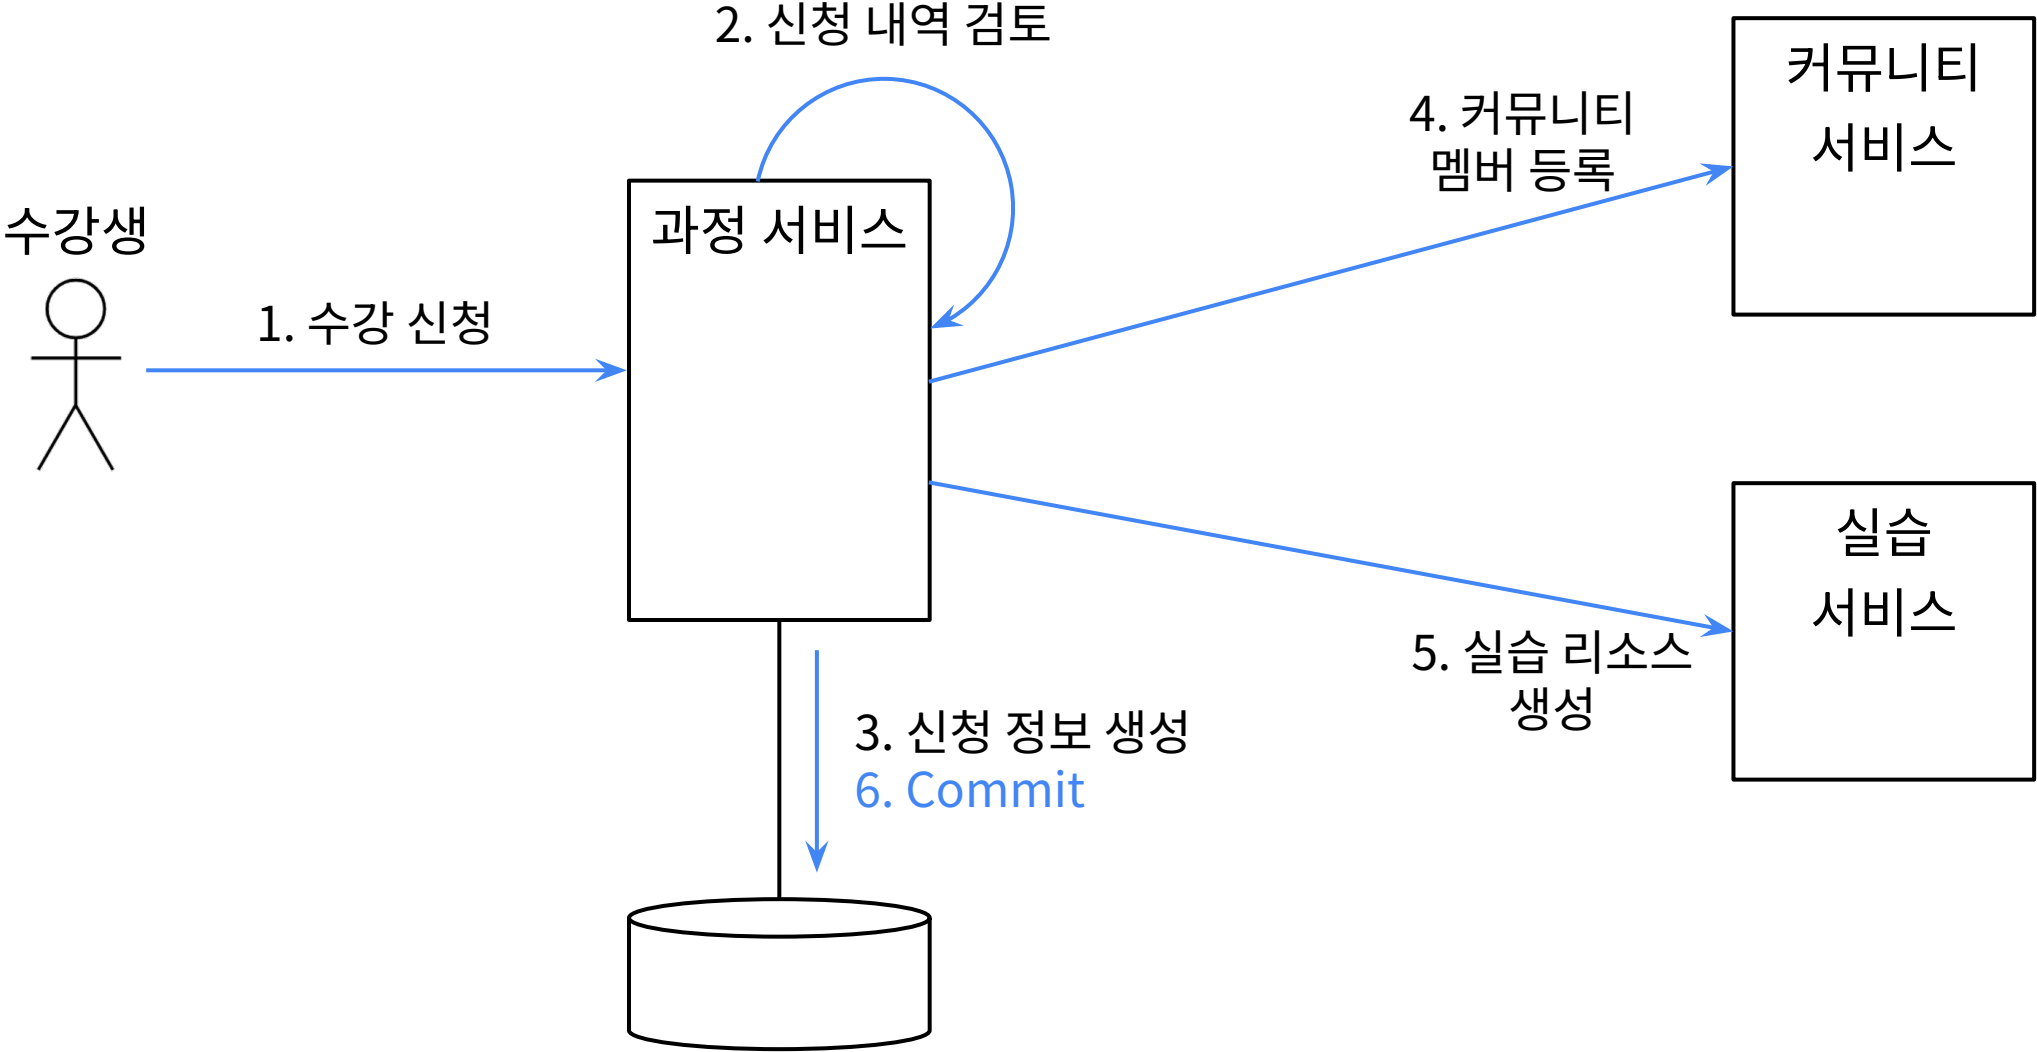 2. 신청 내역 검토
커뮤니티
서비스
4. 커뮤니티
멤버 등록
수강생
과정 서비스
1. 수강 신청
실습
서비스
5. 실습 리소스
생성
3. 신청 정보 생성
6. Commit